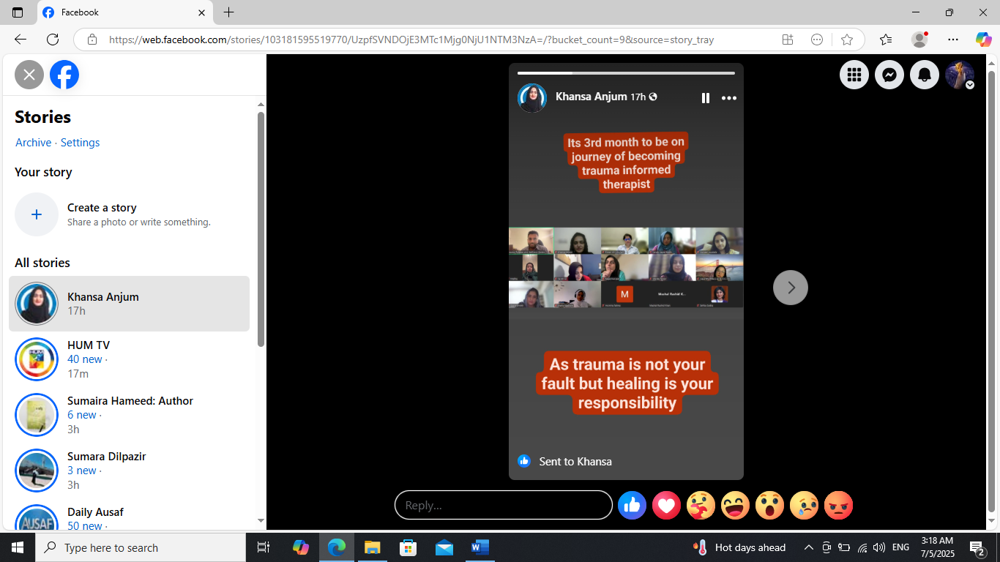 Facebook
https://web.facebook.com/stories/103181595519770/UzpfSVNDOjE3MTc1Mjg0NjU1NTM3NzA=/?bucket_count=9&source=story_tray
Stories
Archive · Settings
Your story
Create a story
Share a photo or write something.
All stories
Khansa Anjum
17h
HUM TV
40 new ·
17m
Sumaira Hameed: Author
6 new ·
3h
Sumara Dilpazir
3 new ·
3h
Daily Ausaf
50 new ·
AUSAF
Khansa Anjum 17h
Its 3rd month to be on
journey of becoming
trauma informed
therapist
M
Mashal Rashid K...
As trauma is not your
fault but healing is your
responsibility
Sent to Khansa
Reply...
Type here to search
Hot days ahead
ENG
3:18 AM
7/5/2025
2